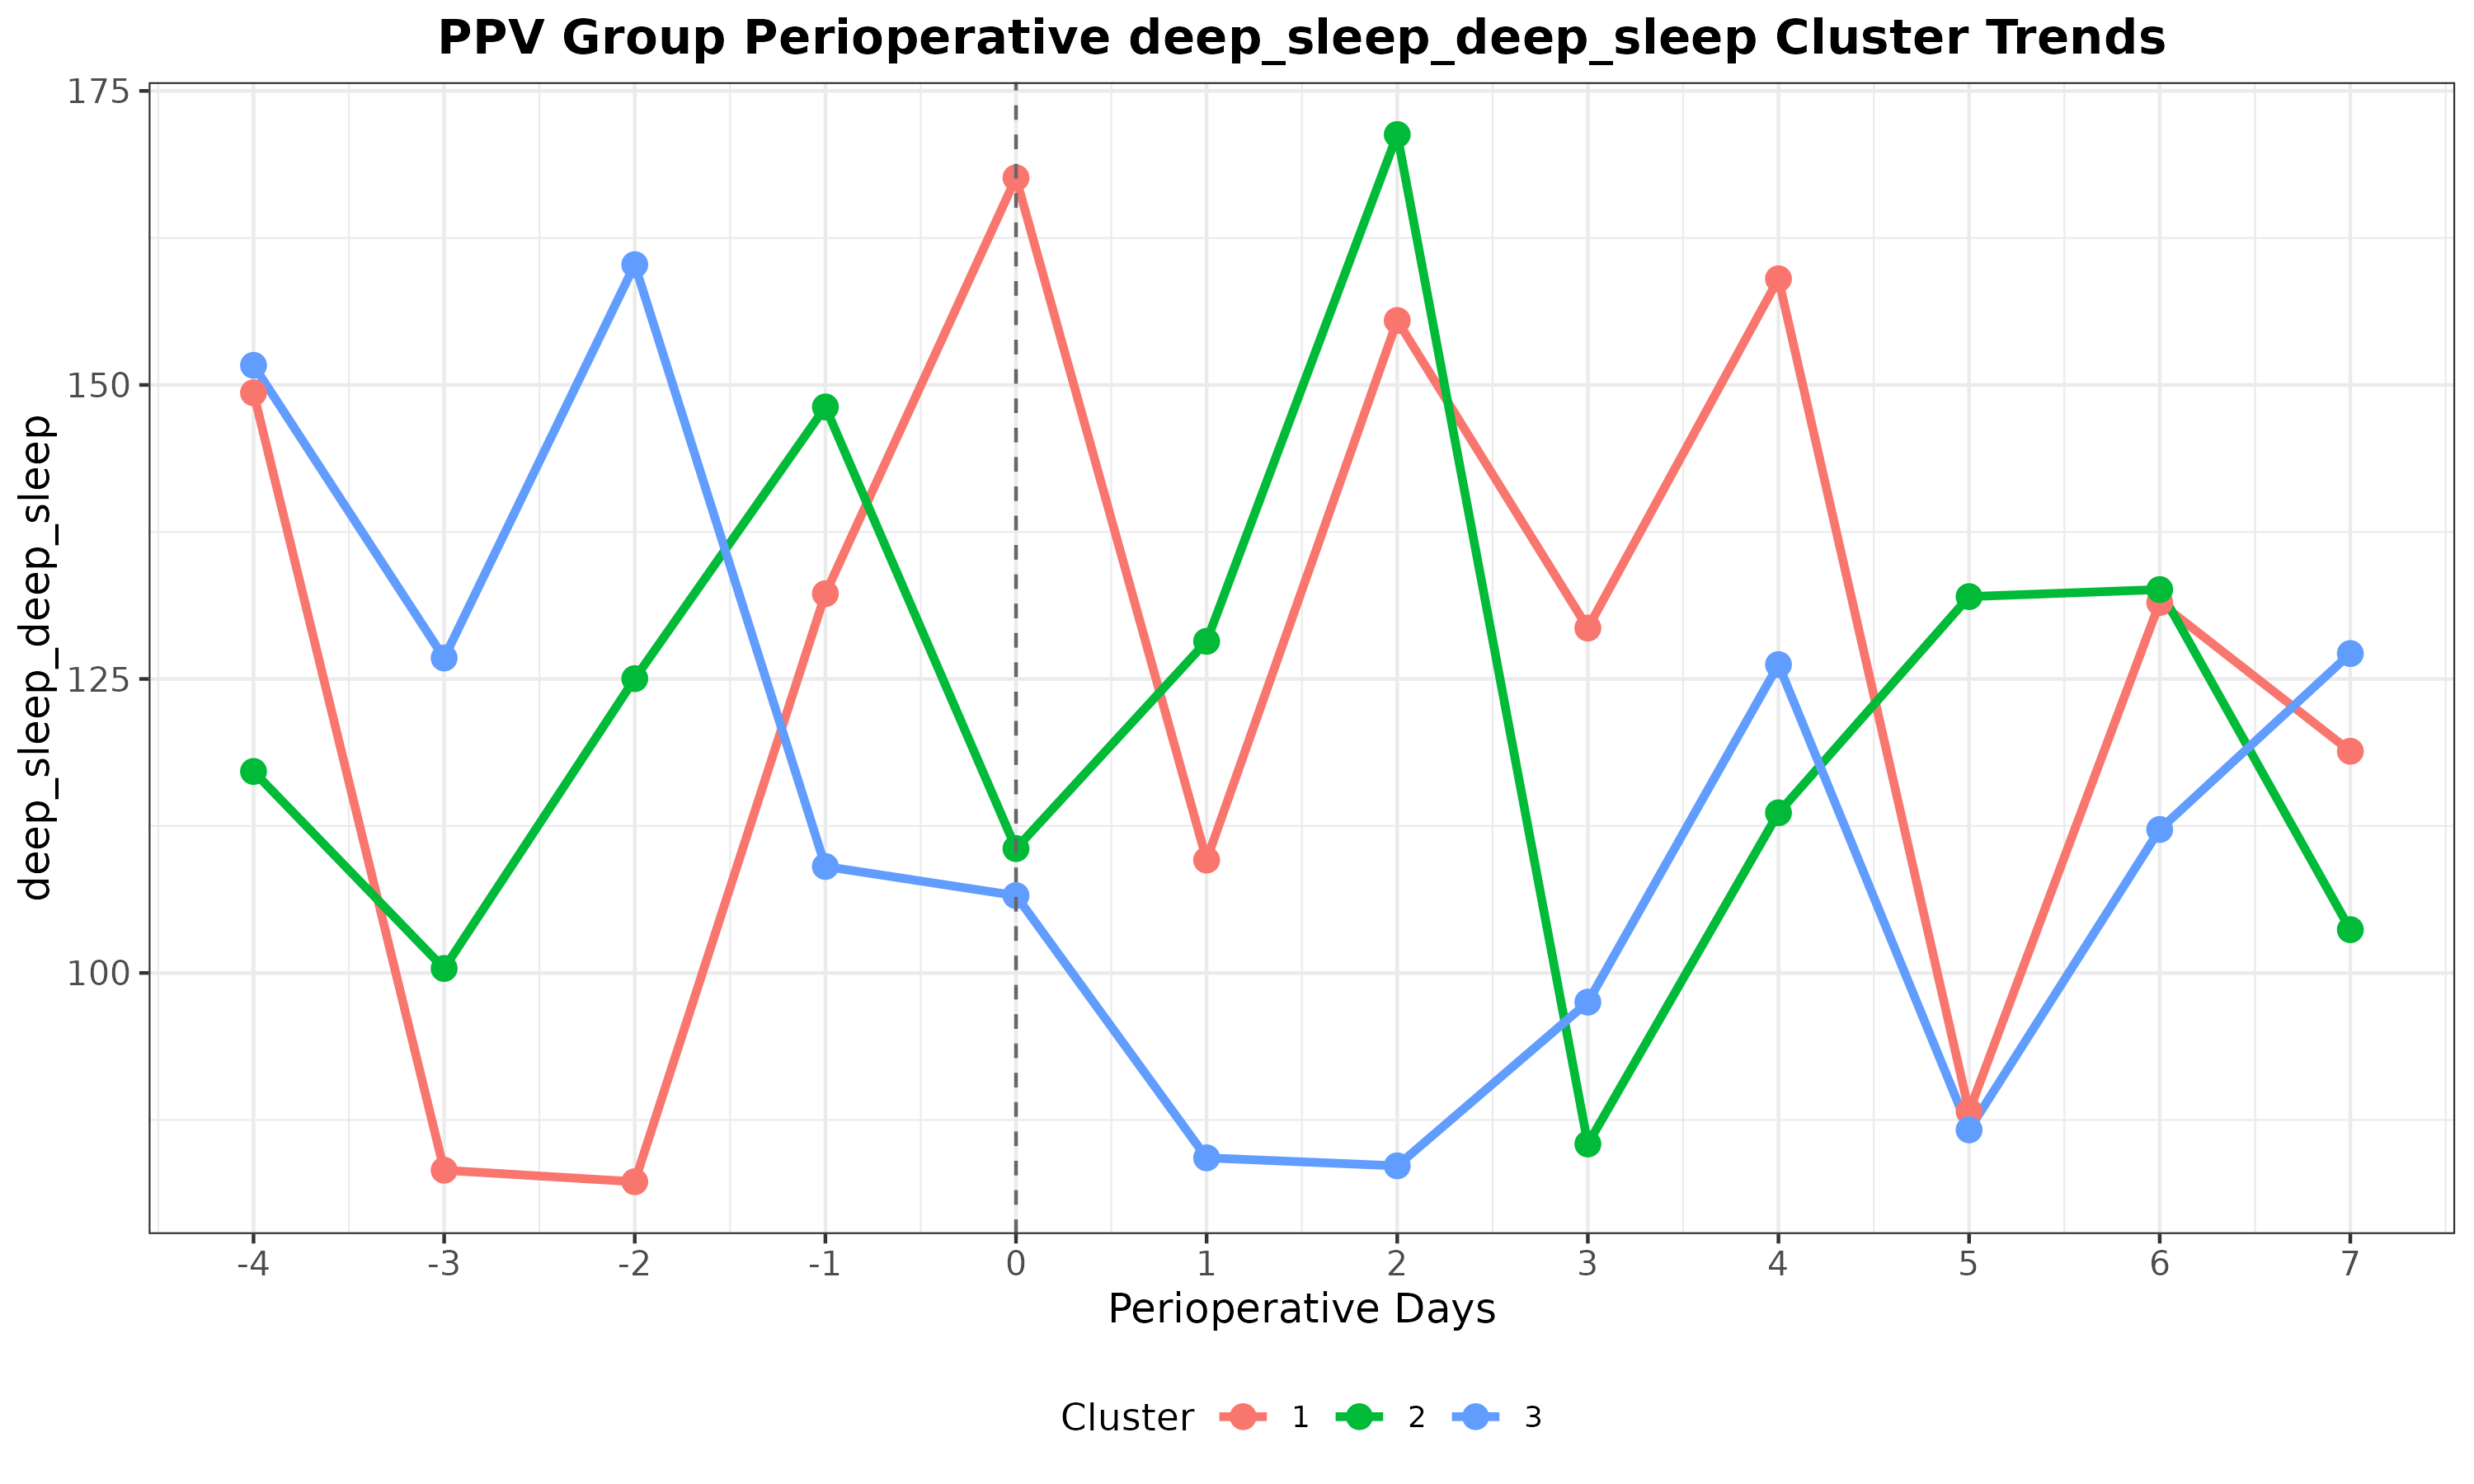 PPV Group Perioperative deep_sleep_deep_sleep Cluster Trends
175
150
125
100
deep_sleep_deep_sleep
-4 -3 -2 -1 0 1 2 3 4 5 6 7
Perioperative Days
Cluster 1 2 3